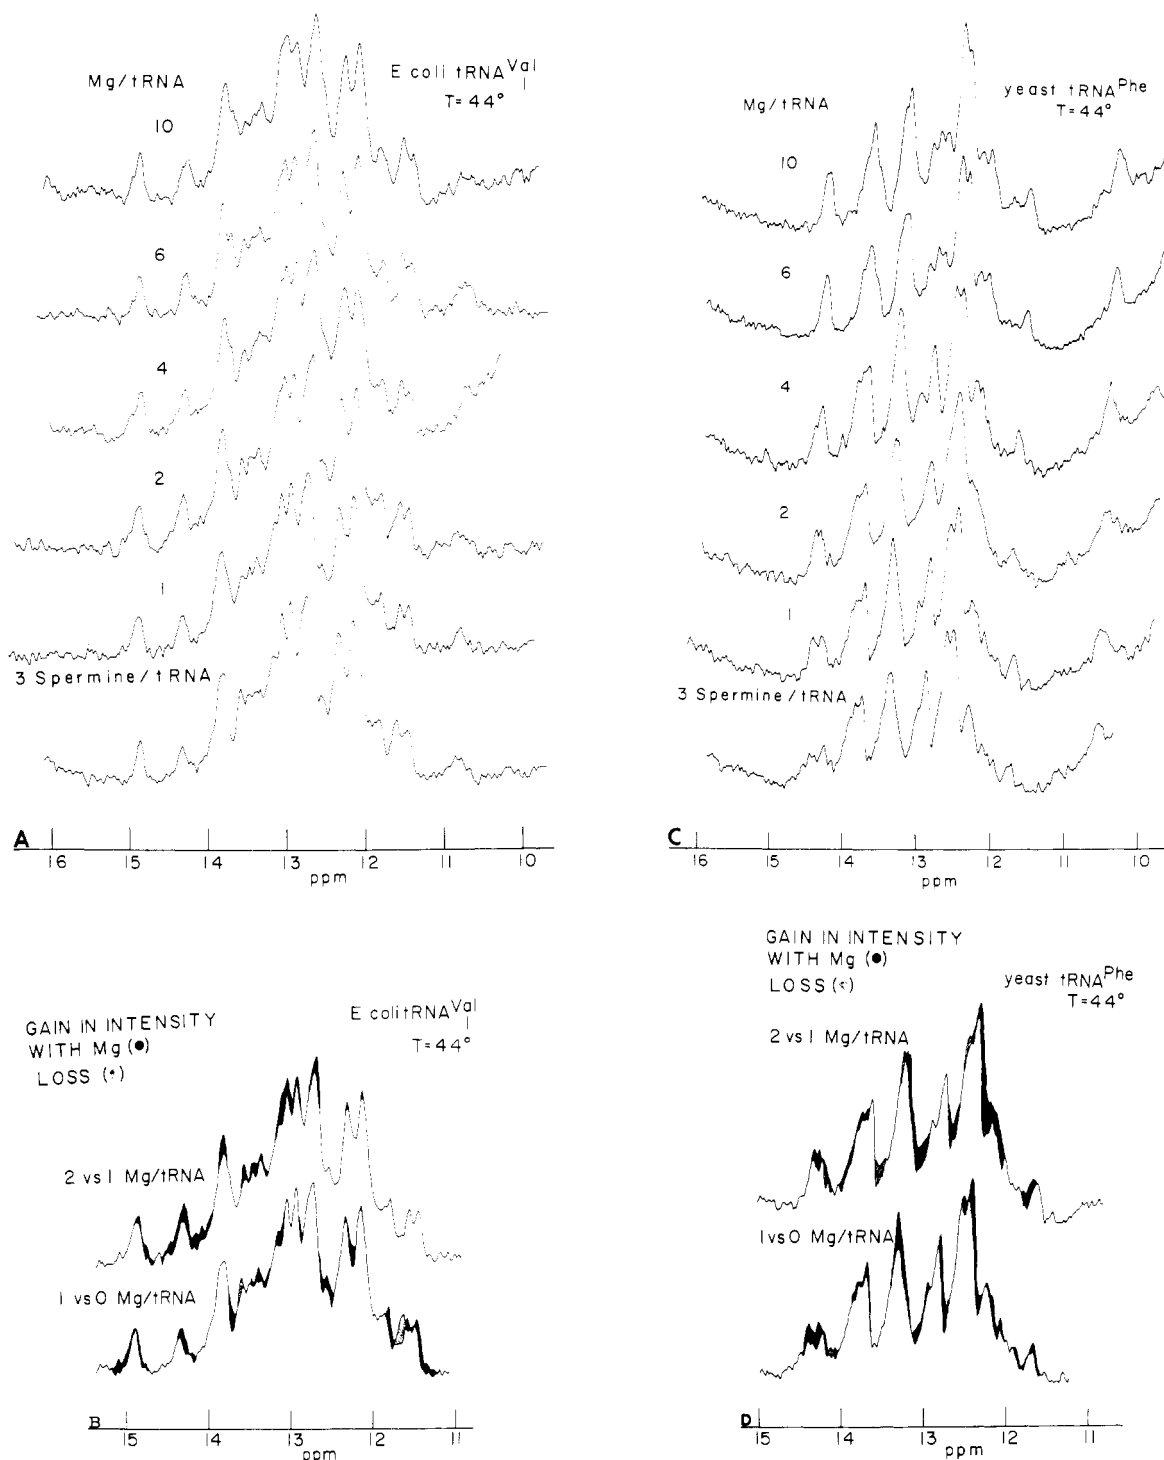 Mg/tRNA
E coli tRNA Val
1
T=44°
10
6
4
2
1
3 Spermine/tRNA
A
16 15 14 13 12 11 10
ppm
Mg/tRNA
yeast tRNA Phe
T=44°
10
6
4
2
1
3 Spermine/tRNA
C
16 15 14 13 12 11 10
ppm
GAIN IN INTENSITY
WITH Mg (●)
LOSS
E coli tRNA Val
1
T=44°
2 vs 1 Mg/tRNA
1 vs 0 Mg/tRNA
B
15 14 13 12 11
ppm
GAIN IN INTENSITY
WITH Mg (●)
LOSS
yeast tRNA Phe
T=44°
2 vs 1 Mg/tRNA
1 vs 0 Mg/tRNA
D
15 14 13 12 11
ppm